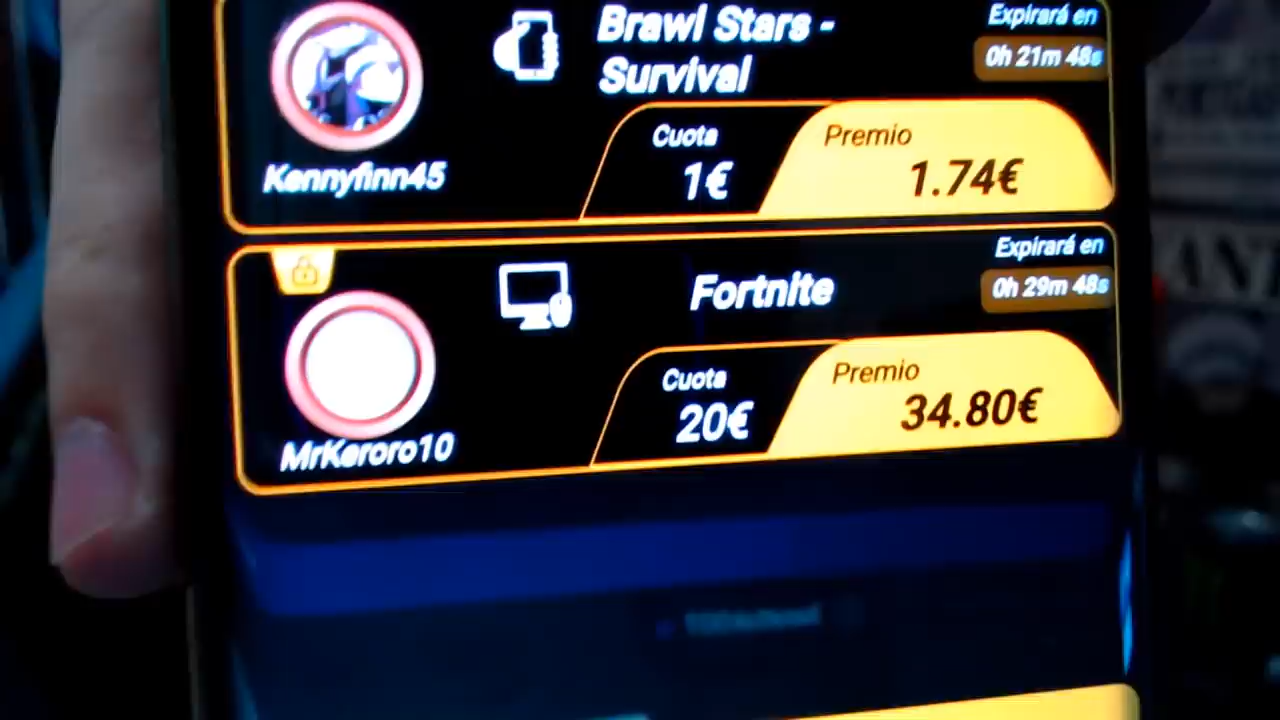 Brawl Stars -
Survival
Expirará en
0h 21m 48s
Kennyfinn45
Cuota
1€
Premio
1.74€
Fortnite
Expirará en
0h 29m 48s
MrKeroro10
Cuota
20€
Premio
34.80€